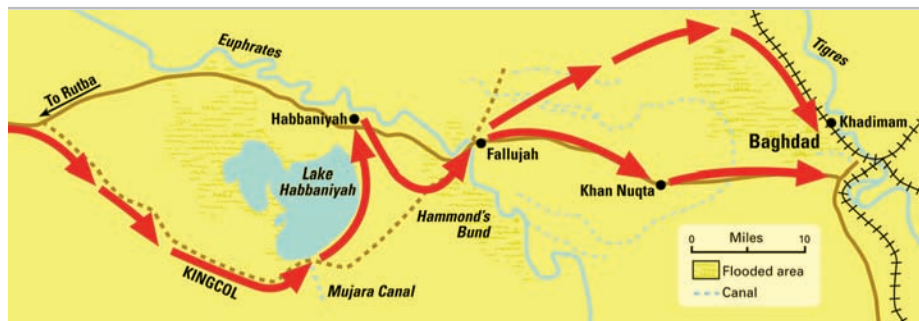 Euphrates
Tigres
To Rutba
Habbaniyah
Khadimam
Fallujah
Baghdad
Lake
Habbaniyah
Khan Nuqta
Hammond's
Bund
KINGCOL
Mujara Canal
0 Miles 10
Flooded area
Canal